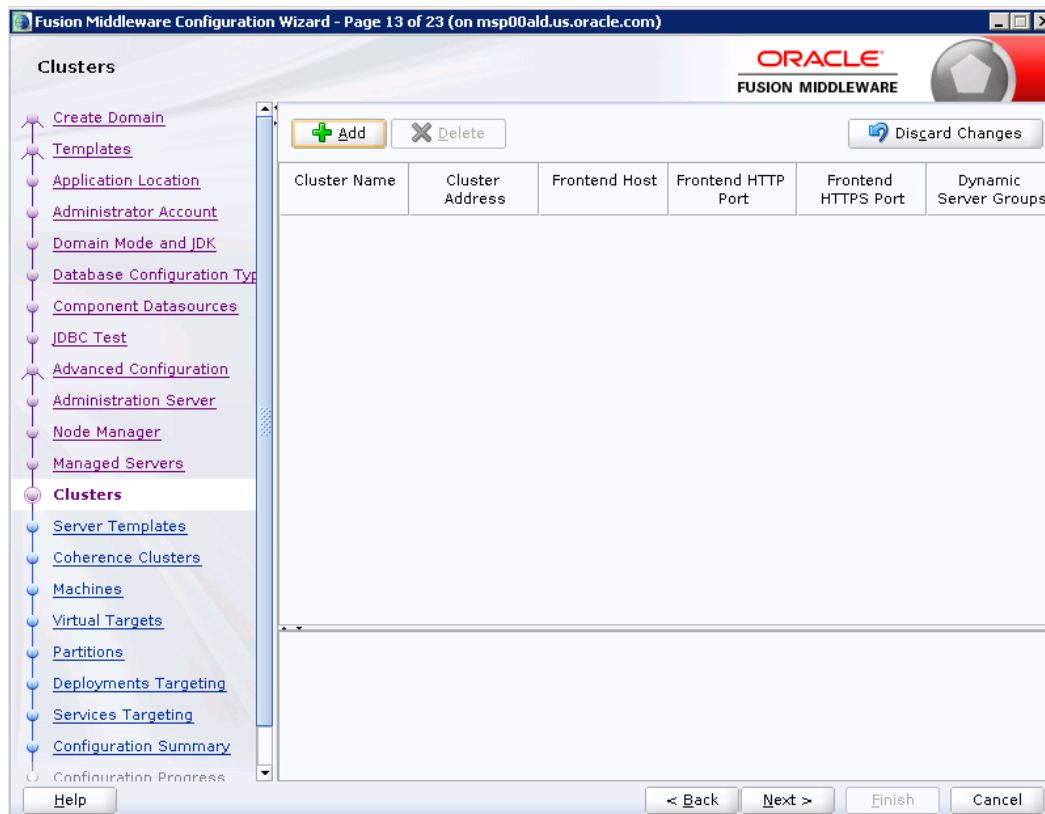 Fusion Middleware Configuration Wizard - Page 13 of 23 (on msp00ald.us.oracle.com)
Clusters
ORACLE
FUSION MIDDLEWARE
Create Domain
Templates
Application Location
Administrator Account
Domain Mode and JDK
Database Configuration Typ
Component Datasources
JDBC Test
Advanced Configuration
Administration Server
Node Manager
Managed Servers
Clusters
Server Templates
Coherence Clusters
Machines
Virtual Targets
Partitions
Deployments Targeting
Services Targeting
Configuration Summary
Configuration Progress
Add
Delete
Discard Changes
Cluster Name
Cluster
Address
Frontend Host
Frontend HTTP
Port
Frontend
HTTPS Port
Dynamic
Server Groups
Help
< Back
Next >
Finish
Cancel